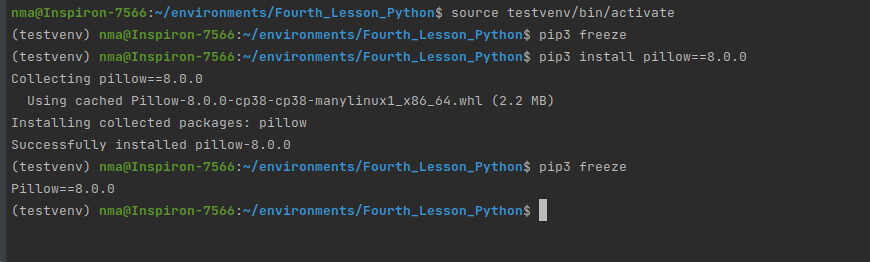 nma@Inspiron-7566:~/environments/Fourth_Lesson_Python$ source testvenv/bin/activate
(testvenv) nma@Inspiron-7566:~/environments/Fourth_Lesson_Python$ pip3 freeze
(testvenv) nma@Inspiron-7566:~/environments/Fourth_Lesson_Python$ pip3 install pillow==8.0.0
Collecting pillow==8.0.0
  Using cached Pillow-8.0.0-cp38-cp38-manylinux1_x86_64.whl (2.2 MB)
Installing collected packages: pillow
Successfully installed pillow-8.0.0
(testvenv) nma@Inspiron-7566:~/environments/Fourth_Lesson_Python$ pip3 freeze
Pillow==8.0.0
(testvenv) nma@Inspiron-7566:~/environments/Fourth_Lesson_Python$